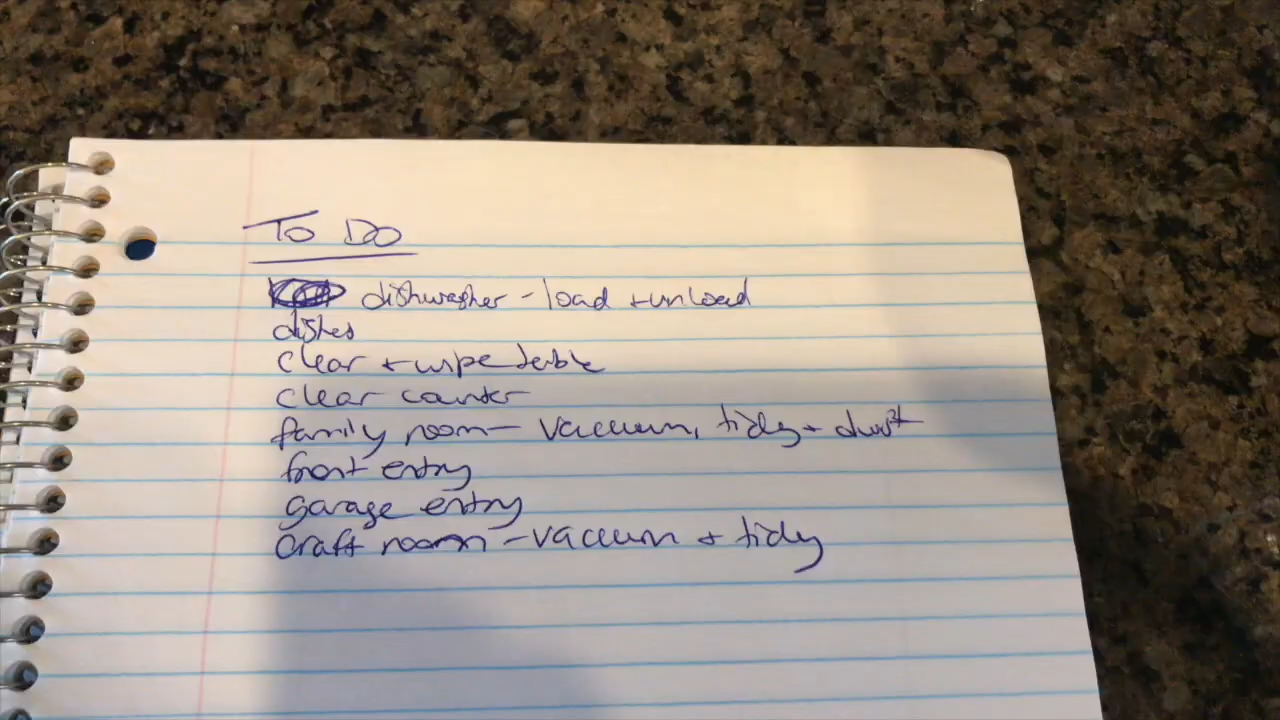 To Do
dishwasher - load + unload
dishes
clear + wipe table
clear counter
family room - vacuum, tidy + dust
front entry
garage entry
craft room - vacuum + tidy